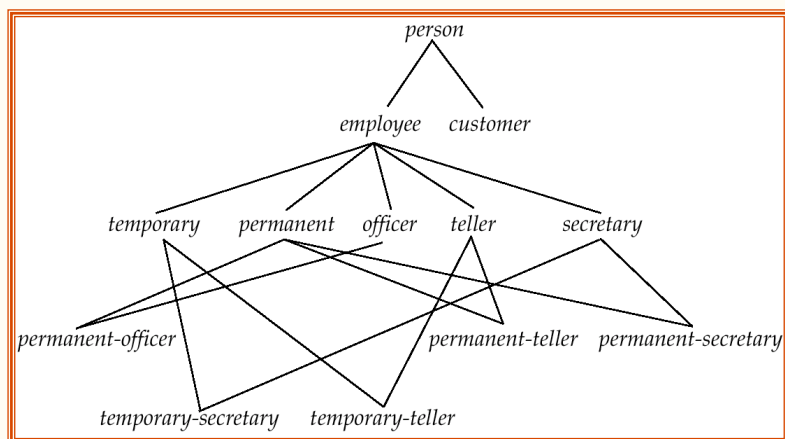 person
employee customer
temporary permanent officer teller secretary
permanent-officer permanent-teller permanent-secretary
temporary-secretary temporary-teller